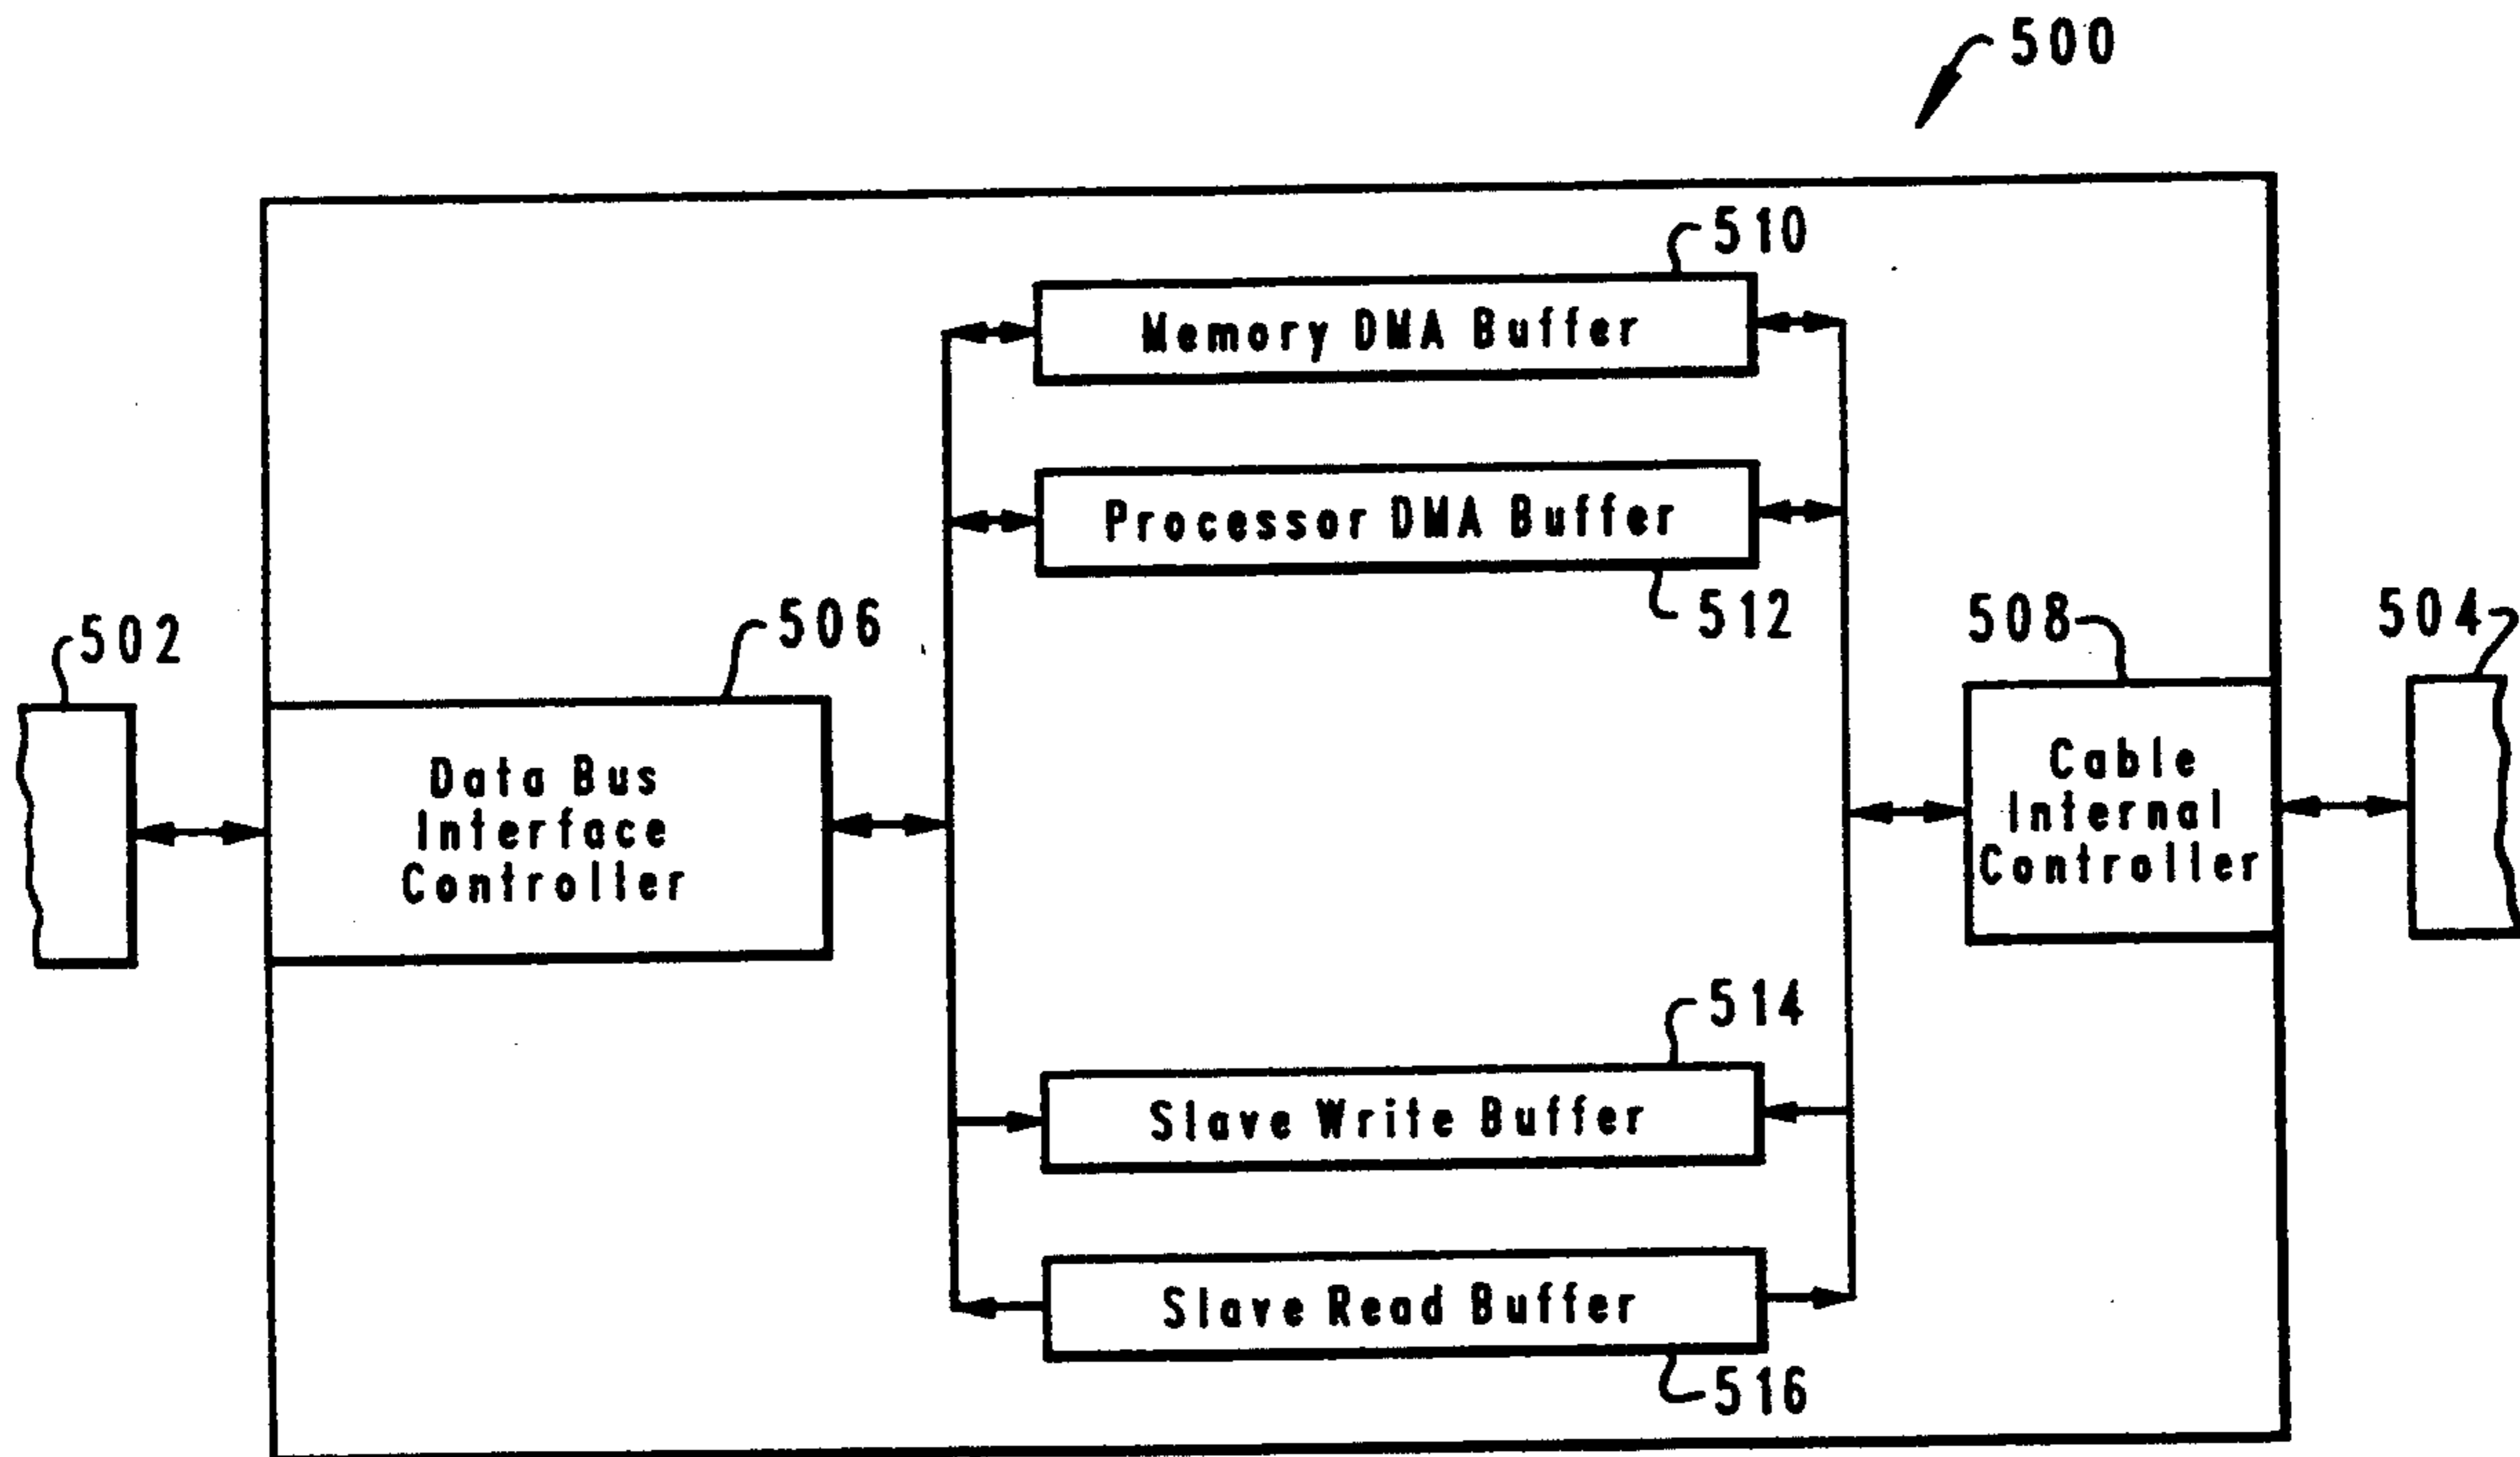 500
510
Memory DMA Buffer
Processor DMA Buffer
512
502
506
508
504
Data Bus
Interface
Controller
Cable
Internal
Controller
514
Slave Write Buffer
Slave Read Buffer
516